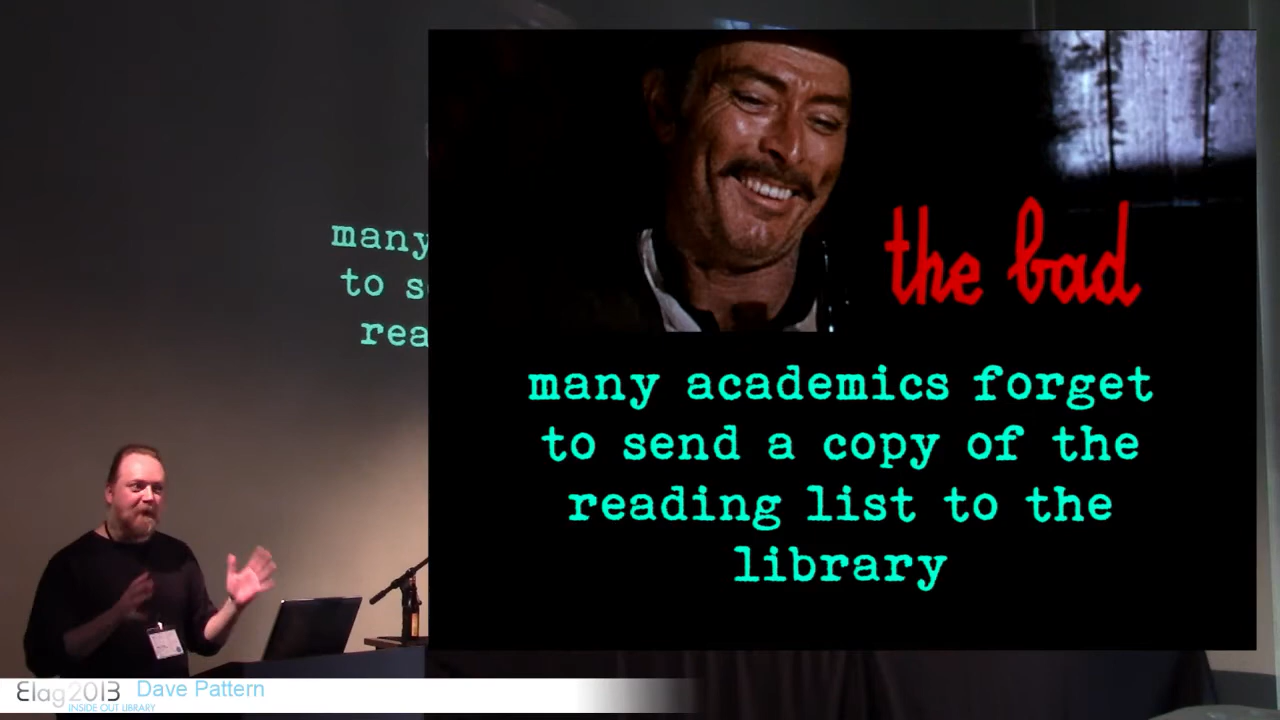 many
to s
rea
the bad
many academics forget
to send a copy of the
reading list to the
library
Elag2013 Dave Pattern
INSIDE OUT LIBRARY